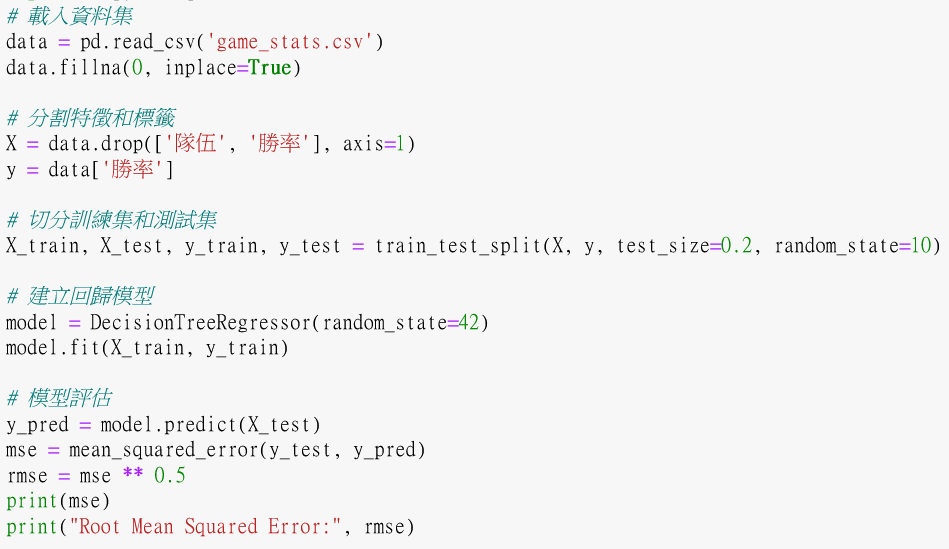 # 載入資料集
data = pd.read_csv('game_stats.csv')
data.fillna(0, inplace=True)
# 分割特徵和標籤
X = data.drop(['隊伍', '勝率'], axis=1)
y = data['勝率']
# 切分訓練集和測試集
X_train, X_test, y_train, y_test = train_test_split(X, y, test_size=0.2, random_state=10)
# 建立回歸模型
model = DecisionTreeRegressor(random_state=42)
model.fit(X_train, y_train)
# 模型評估
y_pred = model.predict(X_test)
mse = mean_squared_error(y_test, y_pred)
rmse = mse ** 0.5
print(mse)
print("Root Mean Squared Error:", rmse)